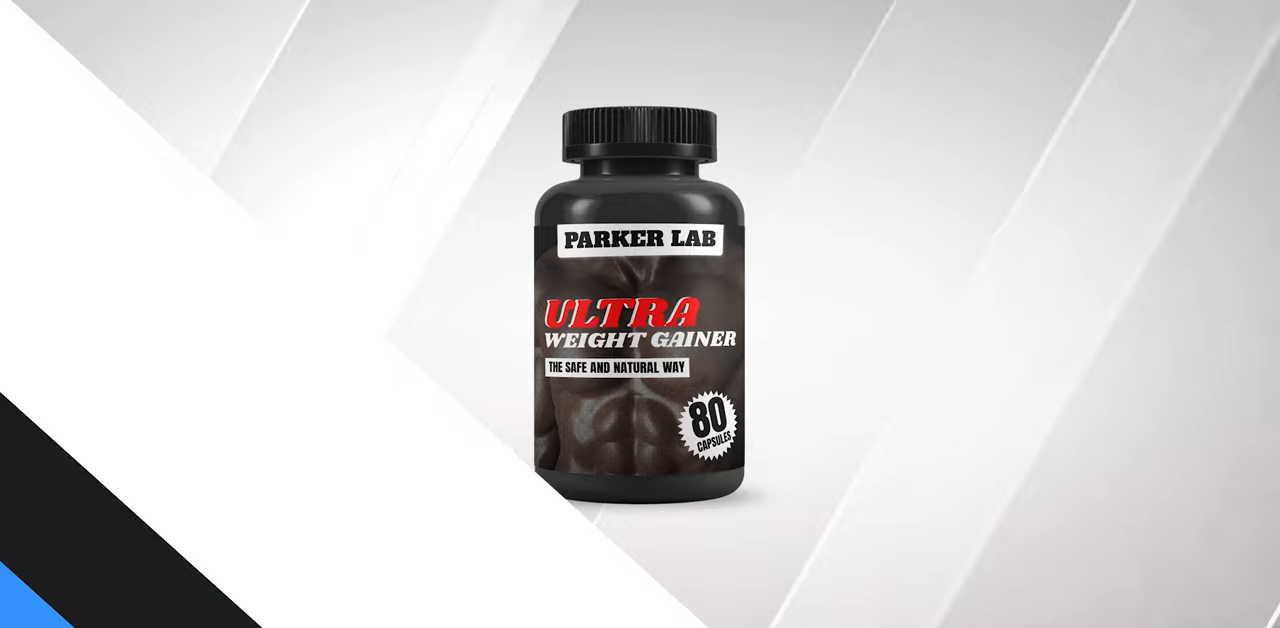 PARKER LAB
ULTRA
WEIGHT GAINER
THE SAFE AND NATURAL WAY
80
CAPSULES